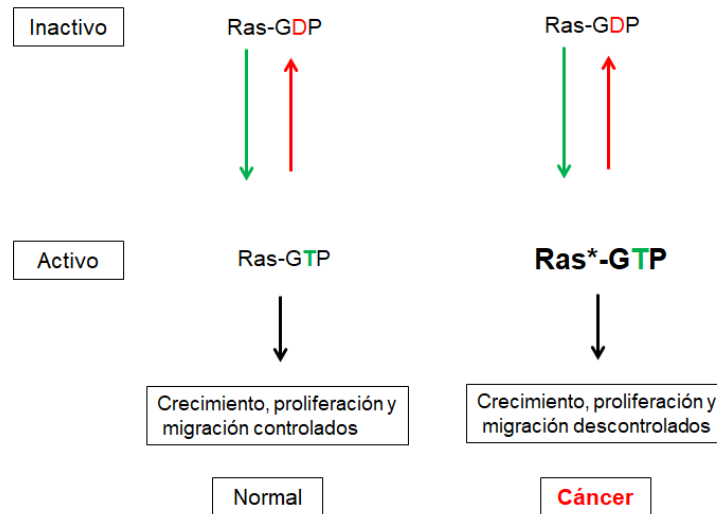 Inactivo
Ras-GDP
Ras-GDP
Activo
Ras-GTP
Ras*-GTP
Crecimiento, proliferación y
migración controlados
Crecimiento, proliferación y
migración descontrolados
Normal
Cáncer